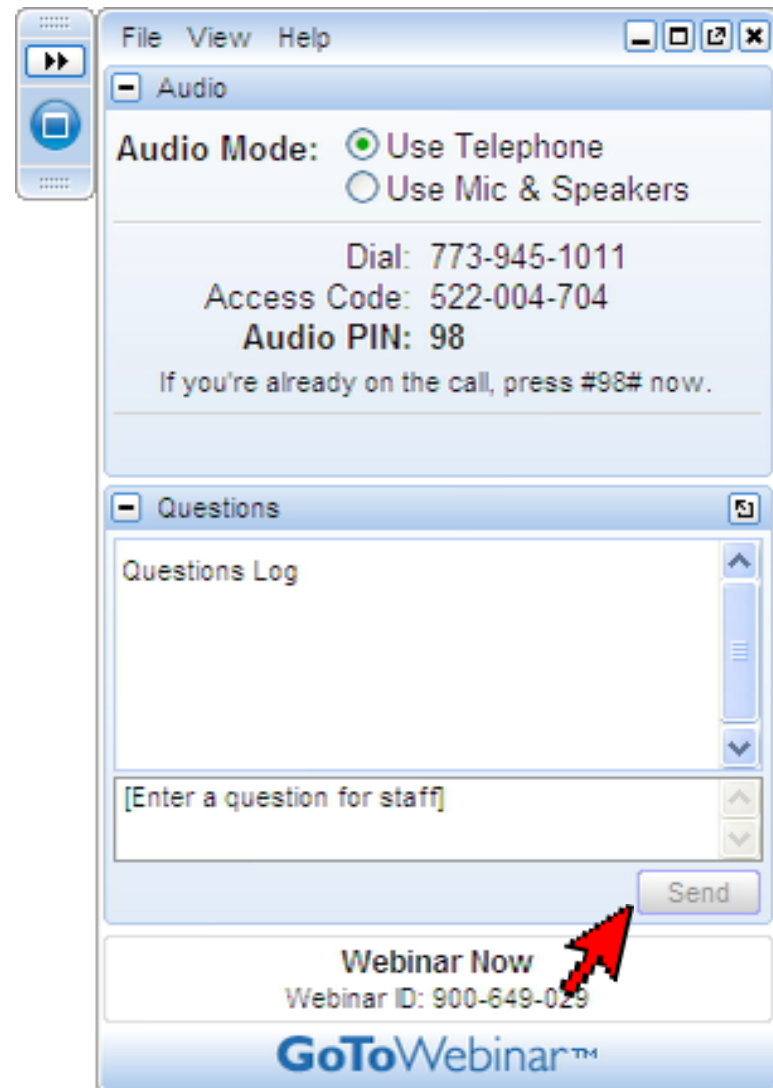 File View Help
Audio
Audio Mode: Use Telephone
Use Mic & Speakers
Dial: 773-945-1011
Access Code: 522-004-704
Audio PIN: 98
If you're already on the call, press #98# now.
Questions
Questions Log
[Enter a question for staff]
Send
Webinar Now
Webinar ID: 900-649-029
GoToWebinar™